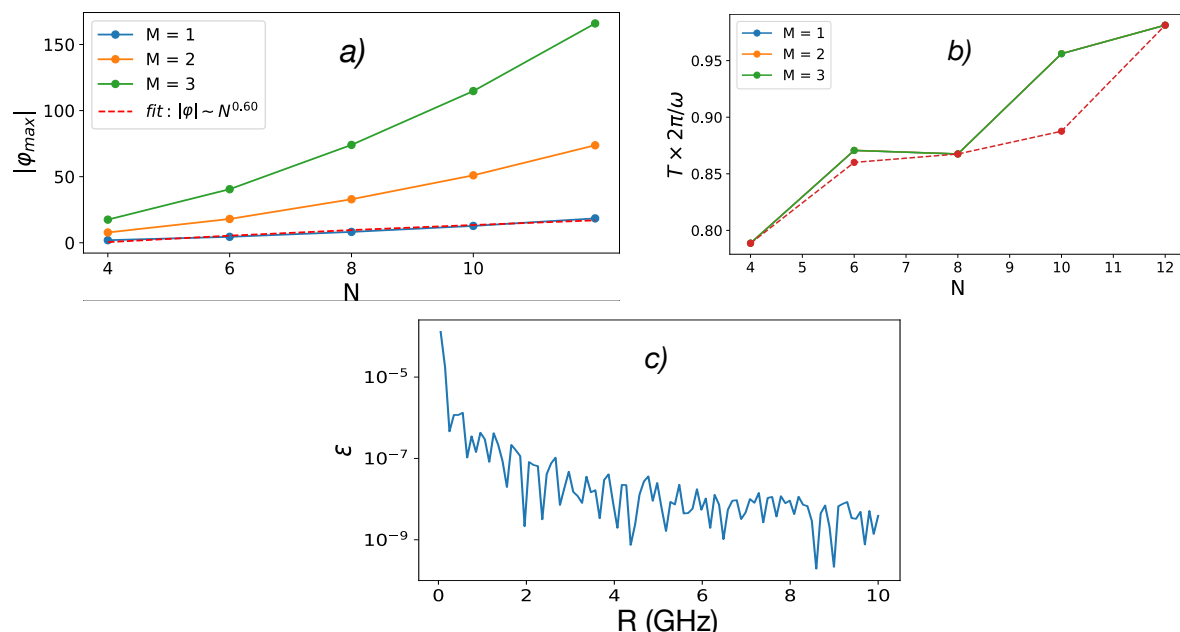 a)
M = 1
M = 2
M = 3
fit : |φ| ~ N^0.60
|φ_max|
150
100
50
0
4
6
8
10
N
b)
M = 1
M = 2
M = 3
T × 2π/ω
0.95
0.90
0.85
0.80
4
5
6
7
8
9
10
11
12
N
c)
ε
10^−5
10^−7
10^−9
0
2
4
6
8
10
R (GHz)